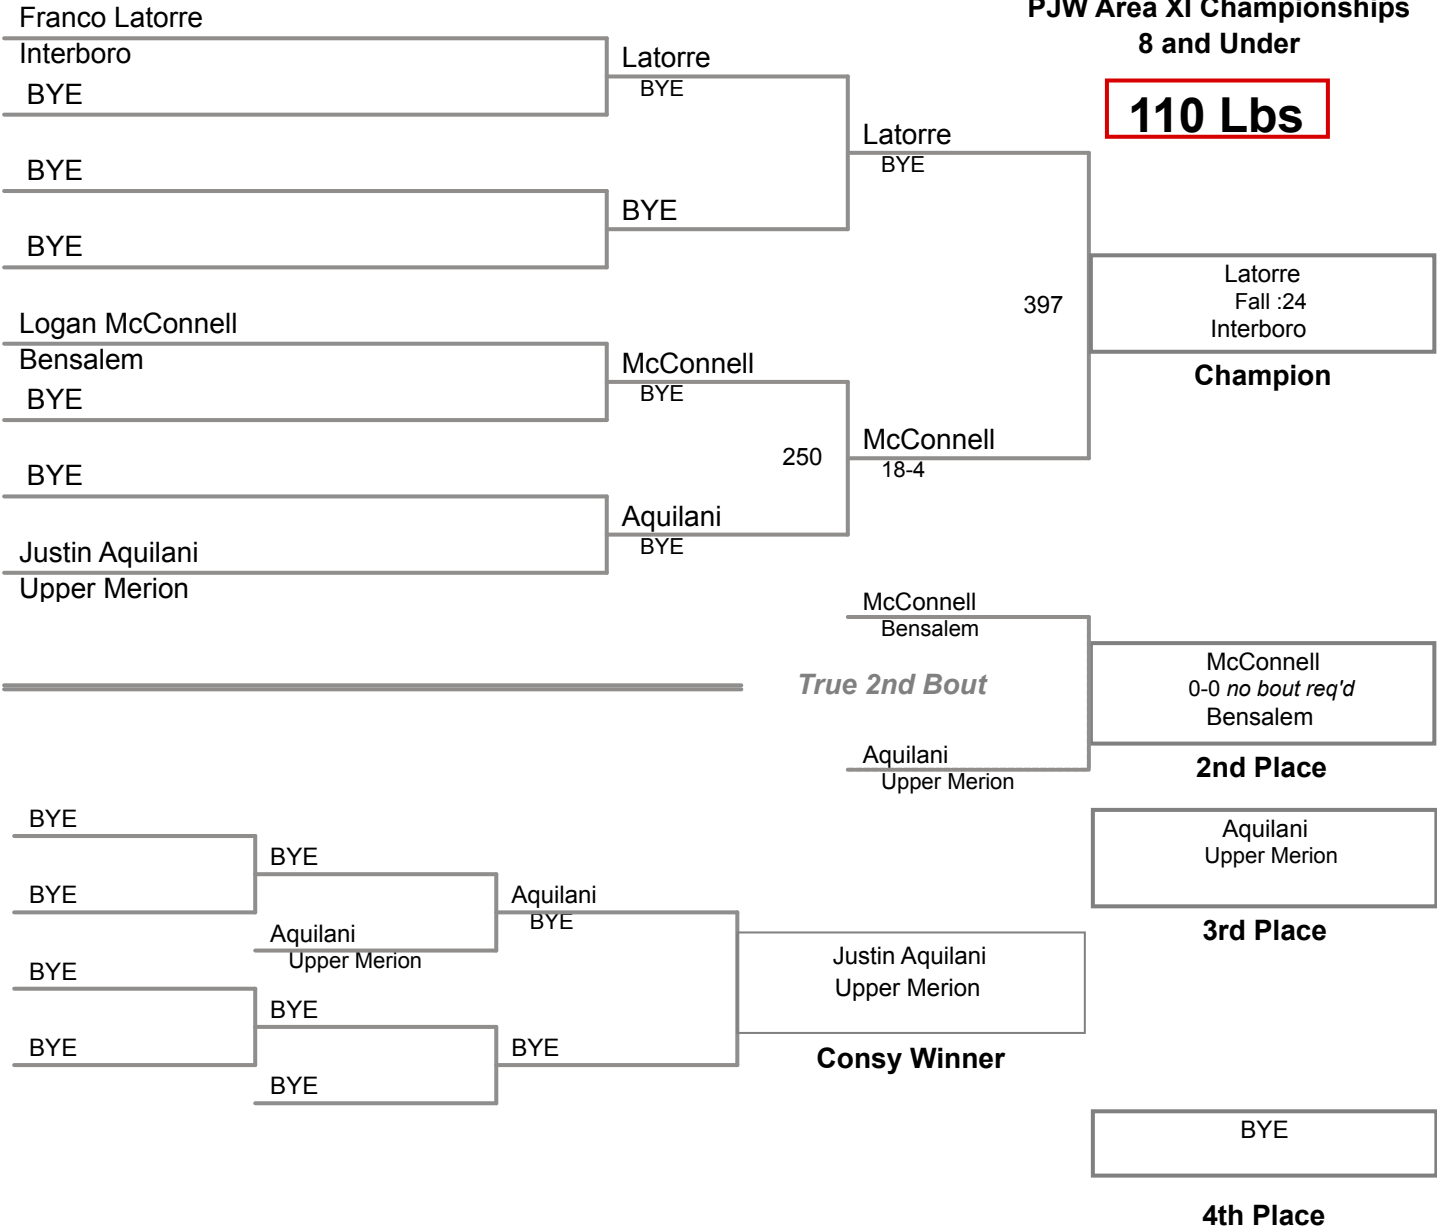 PJW Area XI Championships
8 and Under
110 Lbs
Franco Latorre
Interboro
BYE
BYE
BYE
Logan McConnell
Bensalem
BYE
BYE
Justin Aquilani
Upper Merion
Latorre
BYE
BYE
McConnell
BYE
250
Aquilani
BYE
Latorre
BYE
397
McConnell
18-4
Latorre
Fall :24
Interboro
Champion
McConnell
Bensalem
True 2nd Bout
Aquilani
Upper Merion
McConnell
0-0 no bout req'd
Bensalem
2nd Place
BYE
BYE
BYE
BYE
BYE
Aquilani
Upper Merion
BYE
BYE
Aquilani
BYE
BYE
Justin Aquilani
Upper Merion
Consy Winner
Aquilani
Upper Merion
3rd Place
BYE
4th Place